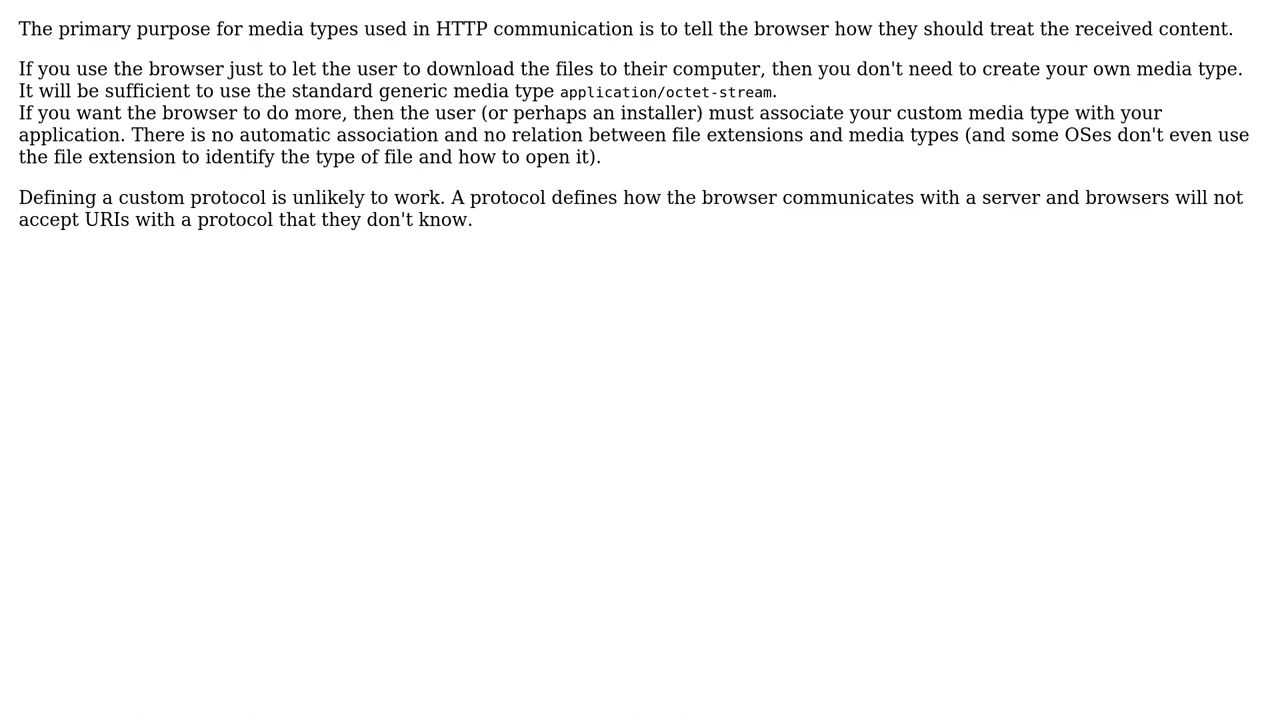 The primary purpose for media types used in HTTP communication is to tell the browser how they should treat the received content.
If you use the browser just to let the user to download the files to their computer, then you don't need to create your own media type.
It will be sufficient to use the standard generic media type application/octet-stream.
If you want the browser to do more, then the user (or perhaps an installer) must associate your custom media type with your
application. There is no automatic association and no relation between file extensions and media types (and some OSes don't even use
the file extension to identify the type of file and how to open it).
Defining a custom protocol is unlikely to work. A protocol defines how the browser communicates with a server and browsers will not
accept URIs with a protocol that they don't know.